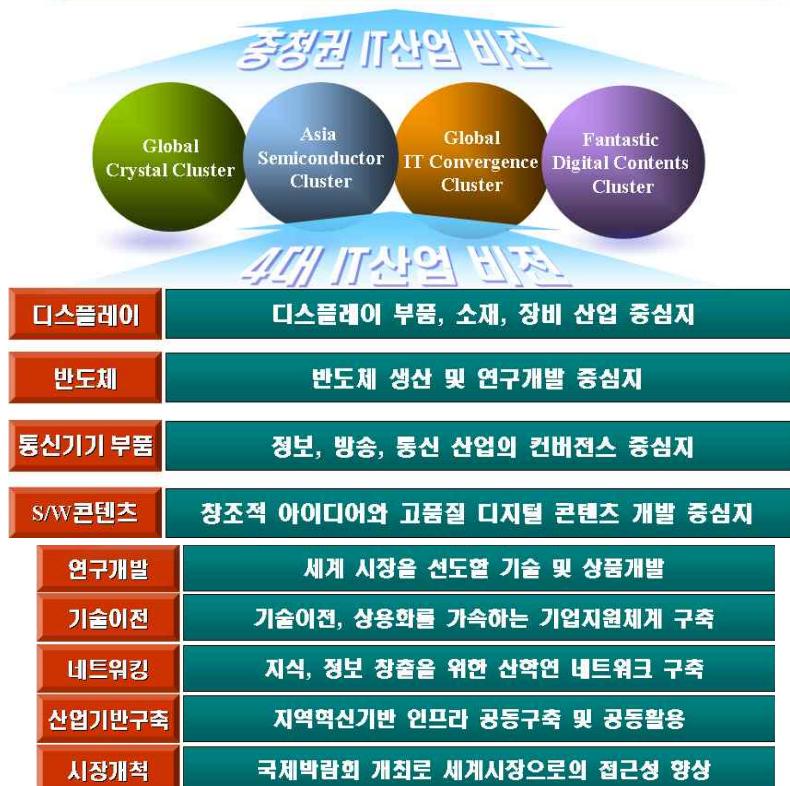 충청권 IT산업 비전
Global
Crystal Cluster
Asia
Semiconductor
Cluster
Global
IT Convergence
Cluster
Fantastic
Digital Contents
Cluster
4대 IT산업 비전
디스플레이
디스플레이 부품, 소재, 장비 산업 중심지
반도체
반도체 생산 및 연구개발 중심지
통신기기 부품
정보, 방송, 통신 산업의 컨버전스 중심지
S/W콘텐츠
창조적 아이디어와 고품질 디지털 콘텐츠 개발 중심지
연구개발
세계 시장을 선도할 기술 및 상품개발
기술이전
기술이전, 상용화를 가속하는 기업지원체계 구축
네트워킹
지식, 정보 창출을 위한 산학연 네트워크 구축
산업기반구축
지역혁신기반 인프라 공동구축 및 공동활용
시장개척
국제박람회 개최로 세계시장으로의 접근성 향상